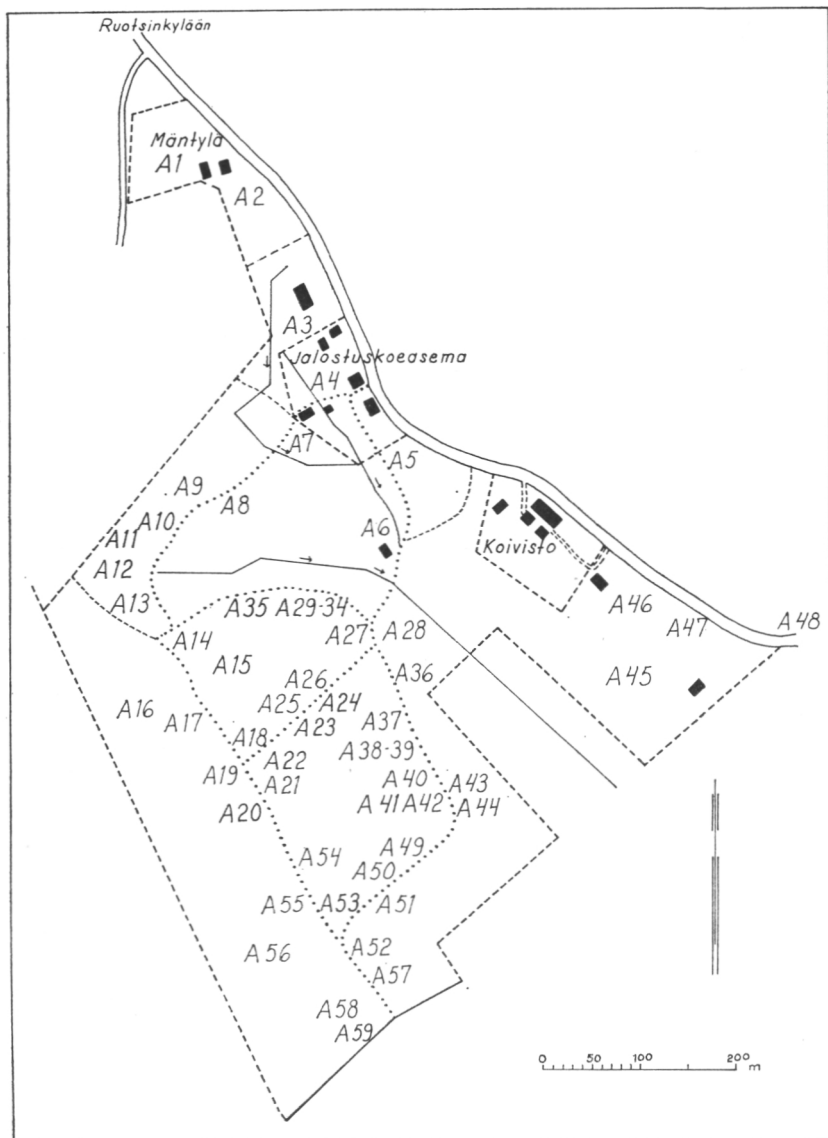 Ruotsinkylään
Mäntylä
A1
A2
A3
Jalostuskoeasema
A4
A7
A5
A9
A8
A10
A11
A6
Koivisto
A12
A13
A35 A29-34
A46
A47
A48
A14
A27
A28
A15
A36
A45
A26
A16
A25
A24
A17
A23
A37
A18
A38-39
A22
A19
A21
A40
A43
A20
A41
A42
A44
A54
A49
A50
A55
A53
A51
A56
A52
A57
A58
A59
0 50 100 200
m